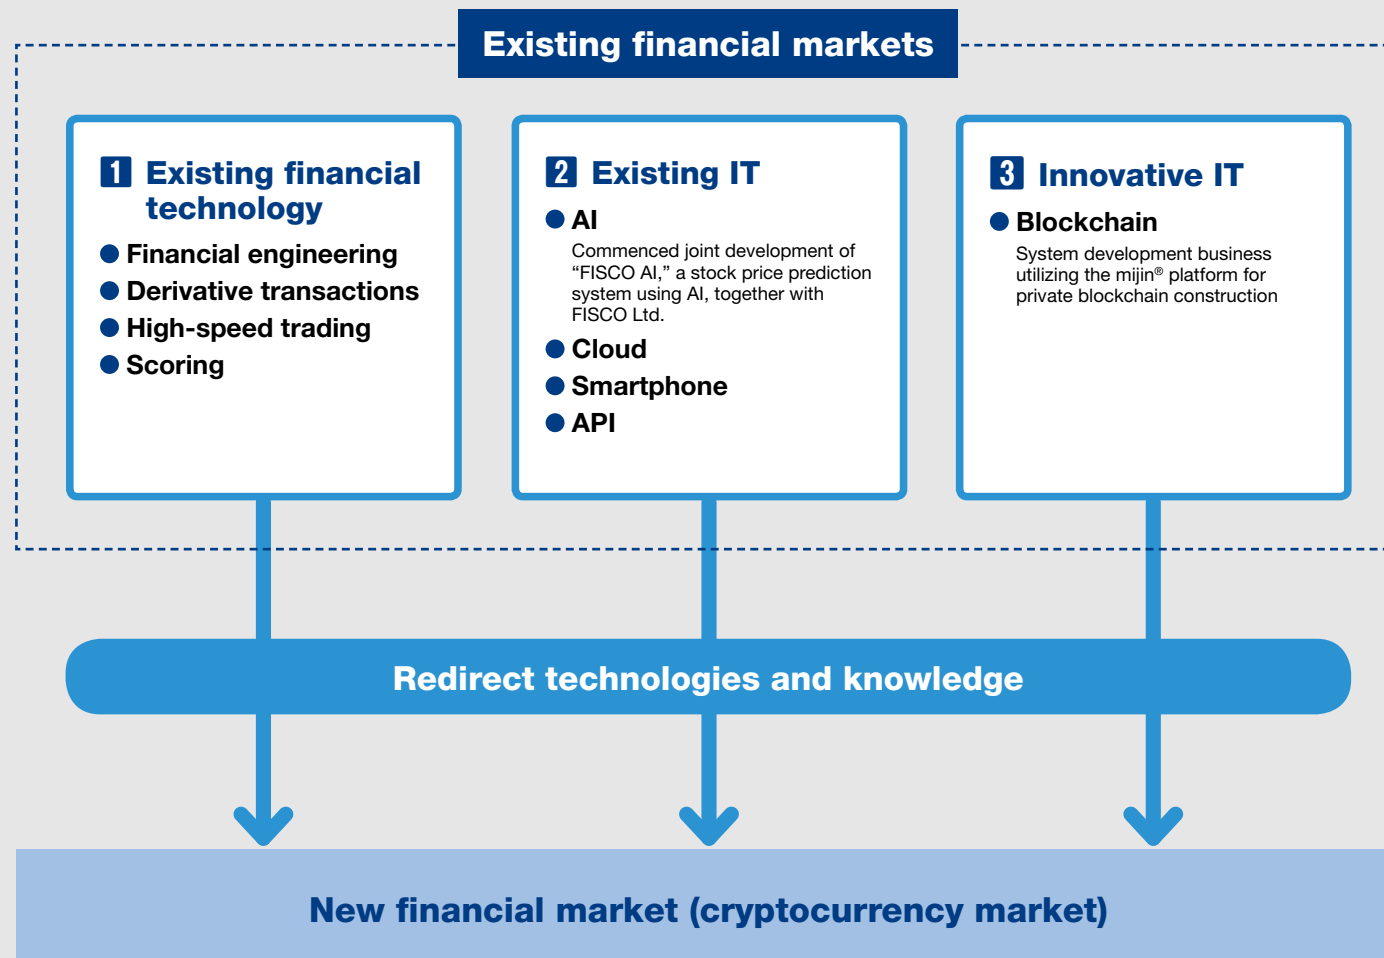 Existing financial markets
1 Existing financial
technology
● Financial engineering
● Derivative transactions
● High-speed trading
● Scoring
2 Existing IT
● AI
Commenced joint development of
“FISCO AI,” a stock price prediction
system using AI, together with
FISCO Ltd.
● Cloud
● Smartphone
● API
3 Innovative IT
● Blockchain
System development business
utilizing the mijin® platform for
private blockchain construction
Redirect technologies and knowledge
New financial market (cryptocurrency market)